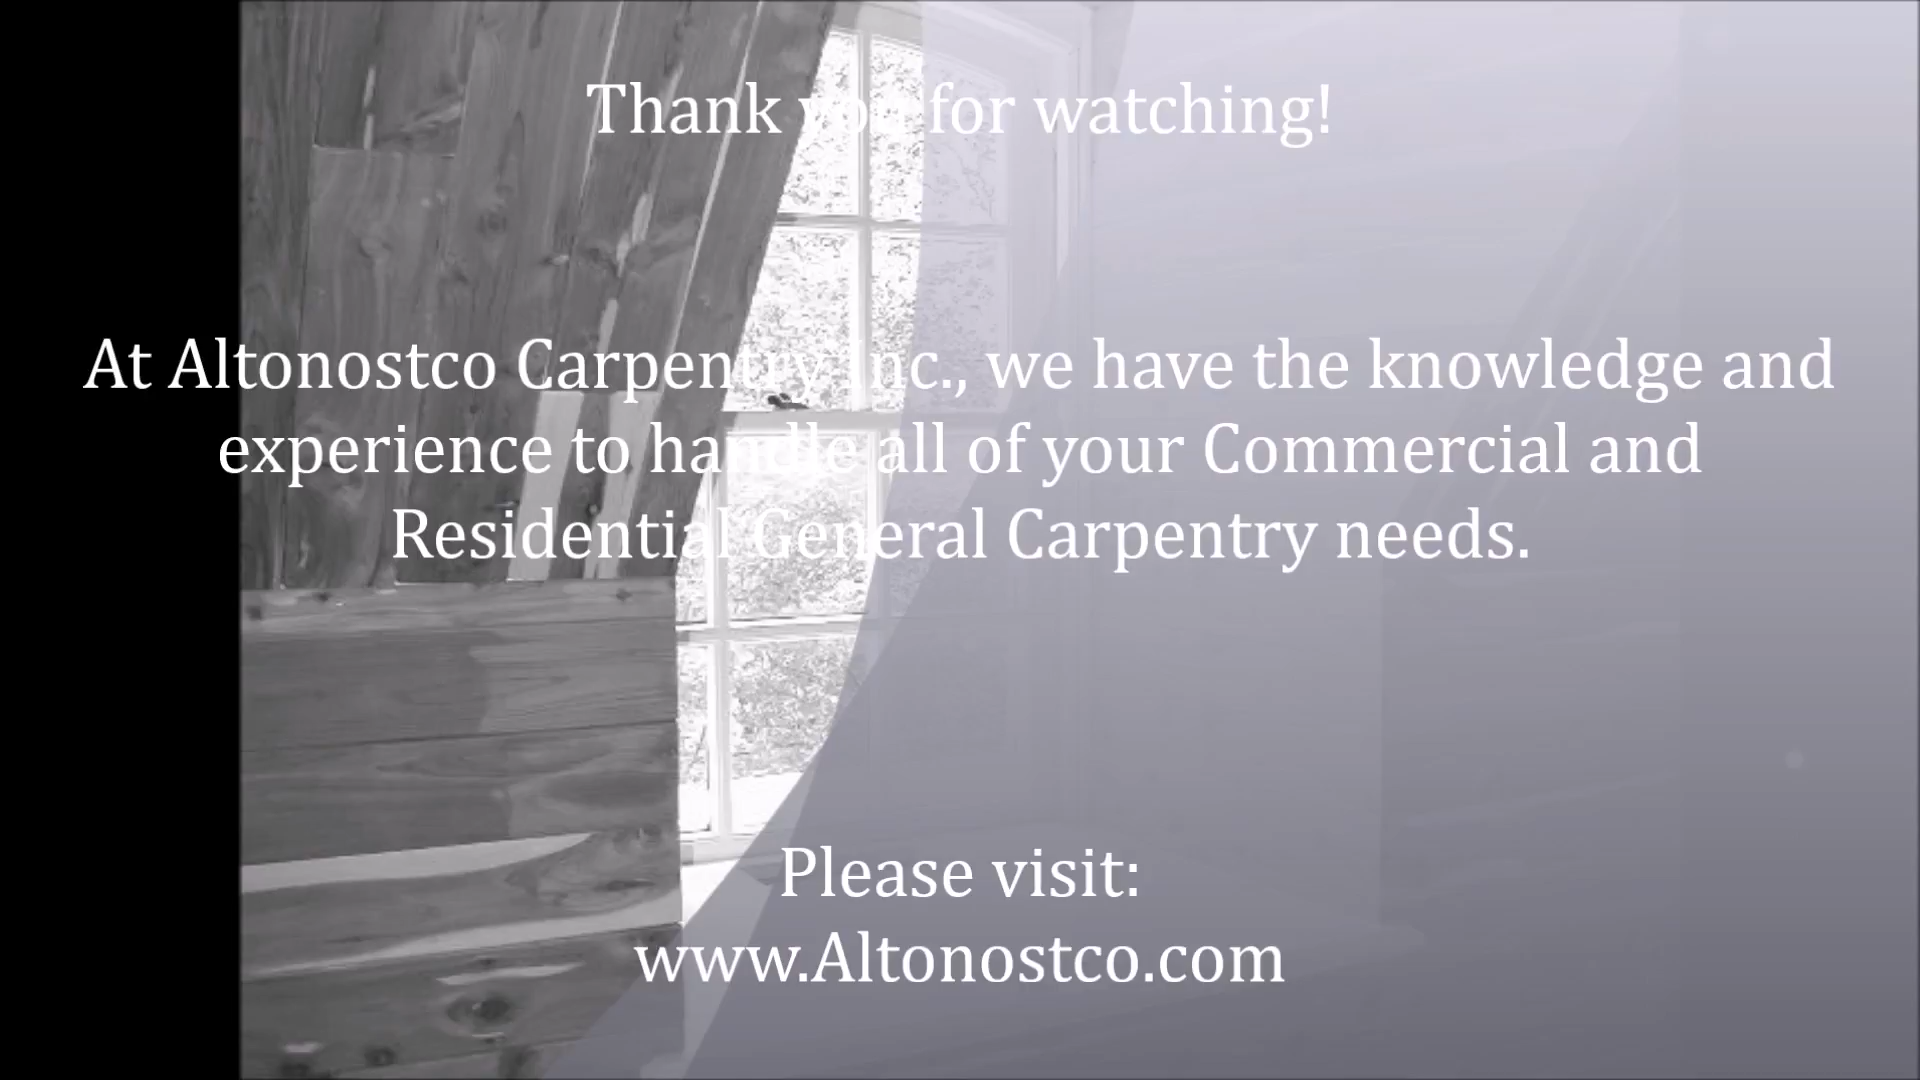 Thank you for watching!
At Altonostco Carpentry Inc., we have the knowledge and
experience to handle all of your Commercial and
Residential General Carpentry needs.
Please visit:
www.Altonostco.com